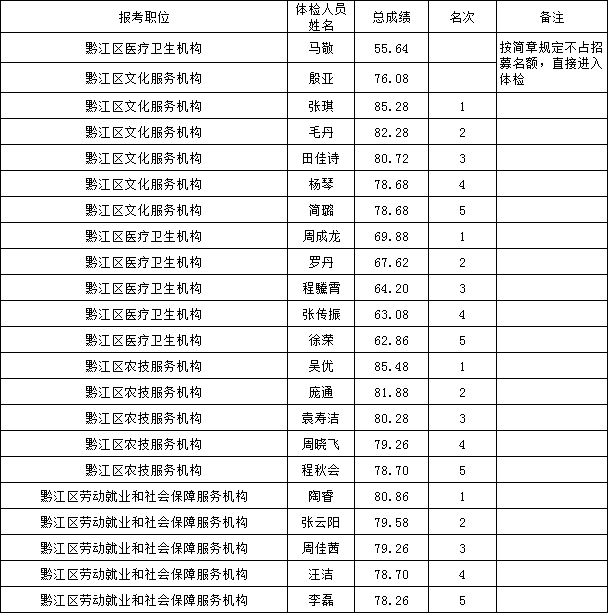 报考职位 体检人员姓名 总成绩 名次 备注
黔江区医疗卫生机构 马敬 55.64 按简章规定不占招募名额，直接进入体检
黔江区文化服务机构 殷亚 76.08
黔江区文化服务机构 张琪 85.28 1
黔江区文化服务机构 毛丹 82.28 2
黔江区文化服务机构 田佳诗 80.72 3
黔江区文化服务机构 杨琴 78.68 4
黔江区文化服务机构 简璐 78.68 5
黔江区医疗卫生机构 周成龙 69.88 1
黔江区医疗卫生机构 罗丹 67.62 2
黔江区医疗卫生机构 程驣霄 64.20 3
黔江区医疗卫生机构 张传振 63.08 4
黔江区医疗卫生机构 徐荣 62.86 5
黔江区农技服务机构 吴优 85.48 1
黔江区农技服务机构 庞通 81.88 2
黔江区农技服务机构 袁寿洁 80.28 3
黔江区农技服务机构 周晓飞 79.26 4
黔江区农技服务机构 程秋会 78.70 5
黔江区劳动就业和社会保障服务机构 陶睿 80.86 1
黔江区劳动就业和社会保障服务机构 张云阳 79.58 2
黔江区劳动就业和社会保障服务机构 周佳茜 79.26 3
黔江区劳动就业和社会保障服务机构 汪洁 78.70 4
黔江区劳动就业和社会保障服务机构 李磊 78.26 5